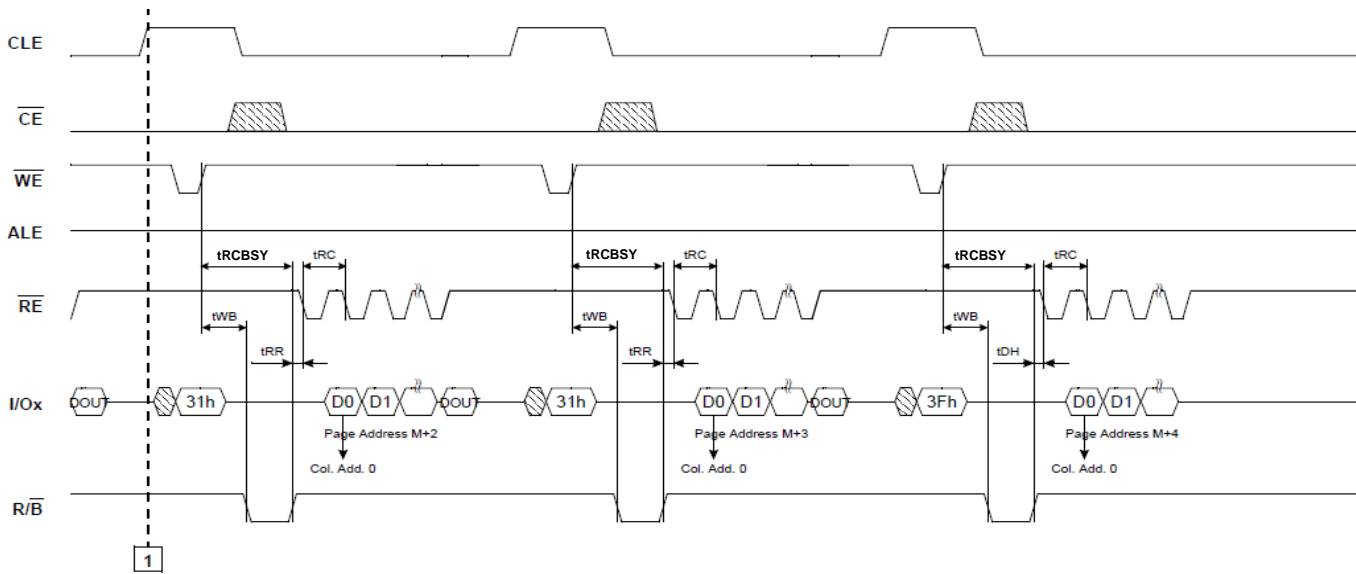 CLE
CE
WE
ALE
tRCBSY tRC tRCBSY tRC tRCBSY tRC
RE
tWB tWB tWB
tRR tRR tDH
I/Ox DOUT 31h D0 D1 DOUT 31h D0 D1 DOUT 3Fh D0 D1
Page Address M+2 Page Address M+3 Page Address M+4
Col. Add. 0 Col. Add. 0 Col. Add. 0
R/B
1